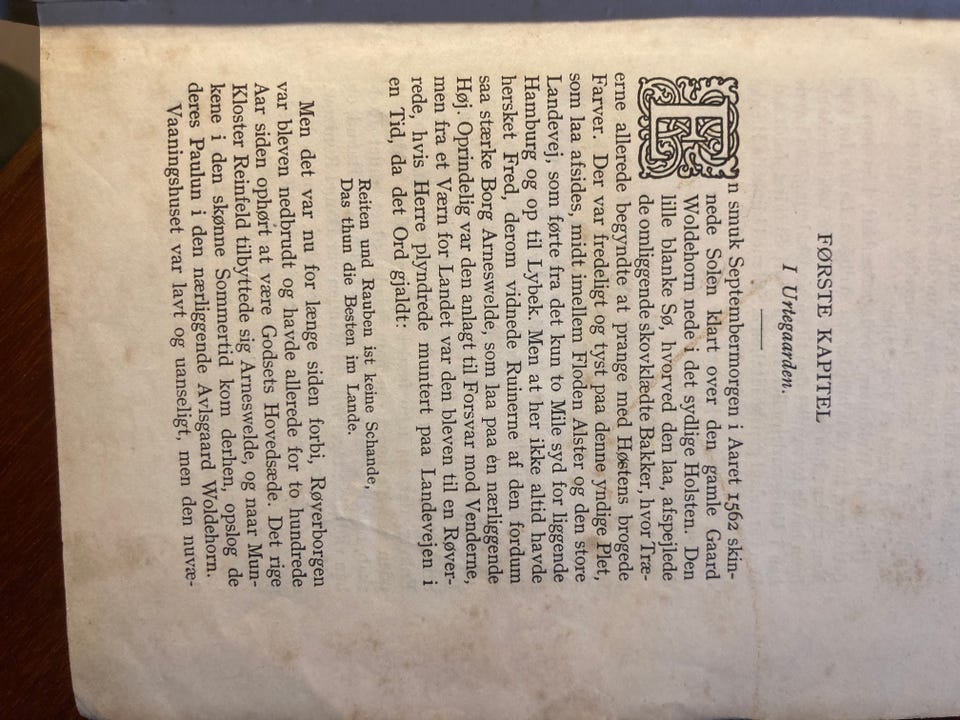 FØRSTE KAPITEL
I Urtegaarden.
En smuk Septembermorgen i Aaret 1562 skin-
nede Solen klart over den gamle Gaard
Woldehorn nede i det sydlige Holsten. Den
lille blanke Sø, hvorved den laa, afspejlede
de omliggende skovklædte Bakker, hvor Træ-
erne allerede begyndte at prange med Høstens brogede
Farver. Der var fredeligt og tyst paa denne yndige Plet,
som laa afsides, midt imellem Floden Alster og den store
Landevej, som førte fra det kun to Mile syd for liggende
Hamburg og op til Lybek. Men at her ikke altid havde
hersket Fred, derom vidnede Ruinerne af den fordum
saa stærke Borg Arneswelde, som laa paa én nærliggende
Høj. Oprindelig var den anlagt til Forsvar mod Venderne,
men fra et Værn for Landet var den bleven til en Røver-
rede, hvis Herre plyndrede muntert paa Landevejen i
en Tid, da det Ord gjaldt:
Reiten und Rauben ist keine Schande,
Das thun die Besten im Lande.
Men det var nu for længe siden forbi, Røverborgen
var bleven nedbrudt og havde allerede for to hundrede
Aar siden ophørt at være Godsets Hovedsæde. Det rige
Kloster Reinfeld tilbyttede sig Arneswelde, og naar Mun-
kene i den skønne Sommertid kom derhen, opslog de
deres Paulun i den nærliggende Avlsgaard Woldehorn.
Vaaningshuset var lavt og uanseligt, men den nuvæ-